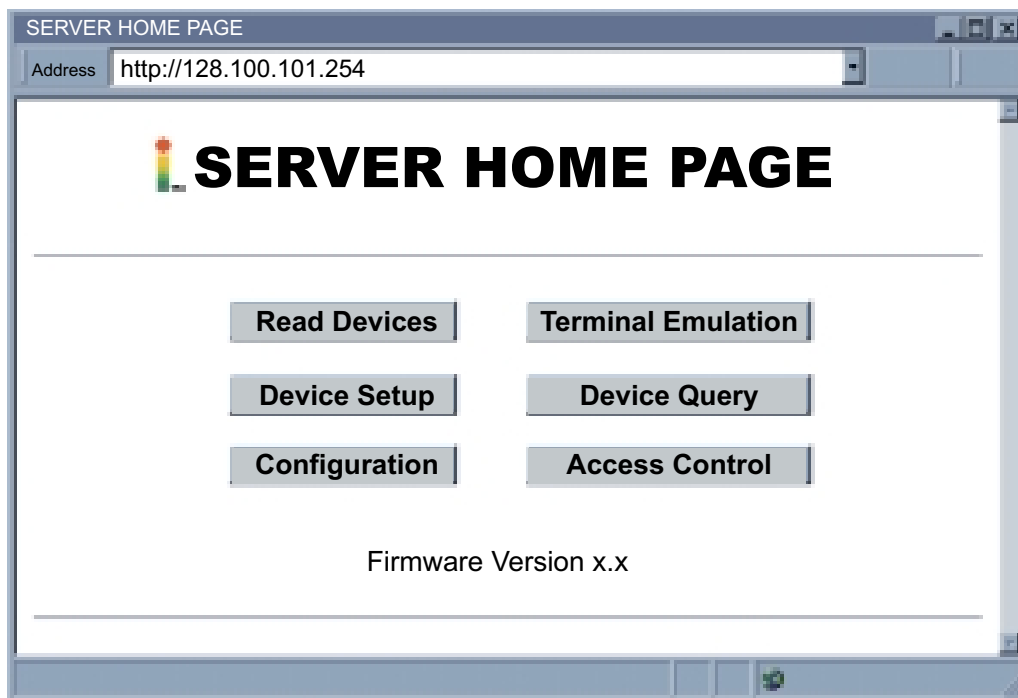 SERVER HOME PAGE
Address http://128.100.101.254
i. SERVER HOME PAGE
Read Devices Terminal Emulation
Device Setup Device Query
Configuration Access Control
Firmware Version x.x